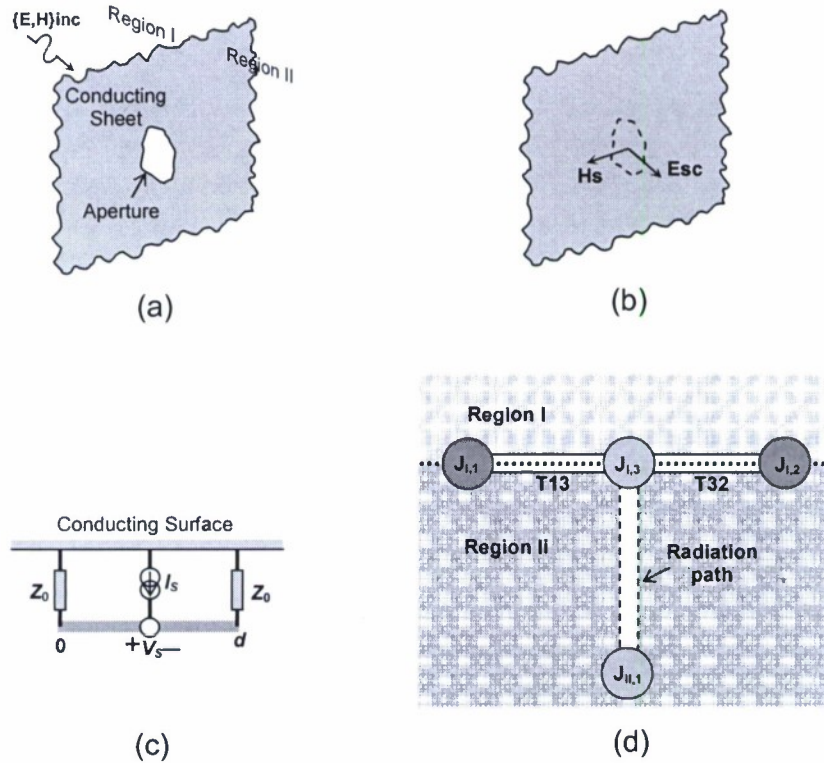 {E,H}inc
Region I
Region II
Conducting
Sheet
Aperture
(a)
Hs
Esc
(b)
Conducting Surface
Z0
Is
Z0
0
+Vs—
d
(c)
Region I
JI,1
JI,3
JI,2
T13
T32
Region Ii
Radiation
path
JII,1
(d)